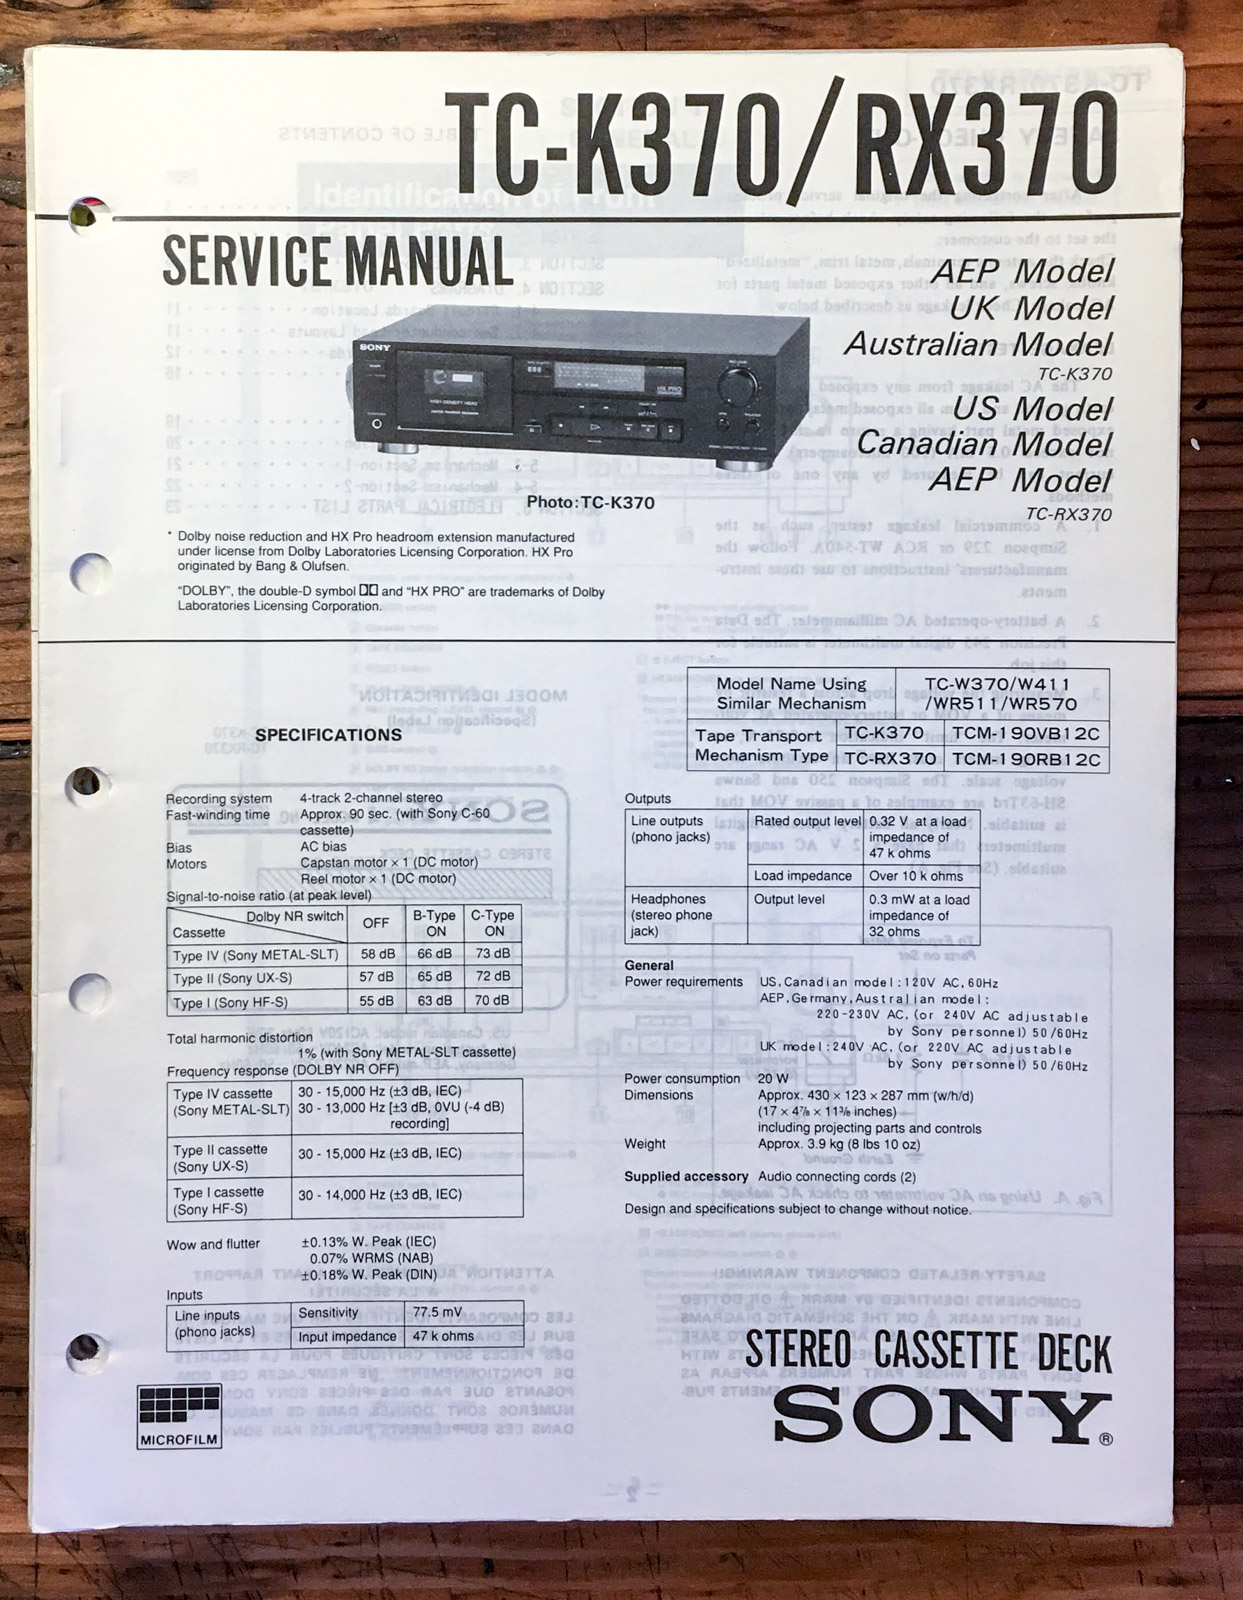 TC-K370/RX370
SERVICE MANUAL
AEP Model
UK Model
Australian Model
TC-K370
US Model
Canadian Model
AEP Model
TC-RX370
SONY
HIGH DENSITY HEAD
HX PRO
Photo: TC-K370
* Dolby noise reduction and HX Pro headroom extension manufactured
under license from Dolby Laboratories Licensing Corporation. HX Pro
originated by Bang & Olufsen.
"DOLBY", the double-D symbol and "HX PRO" are trademarks of Dolby
Laboratories Licensing Corporation.
Model Name Using Similar Mechanism TC-W370/W411 /WR511/WR570
Tape Transport Mechanism Type TC-K370 TCM-190VB12C
TC-RX370 TCM-190RB12C
SPECIFICATIONS
Recording system 4-track 2-channel stereo
Fast-winding time Approx. 90 sec. (with Sony C-60
cassette)
Bias AC bias
Motors Capstan motor × 1 (DC motor)
Reel motor × 1 (DC motor)
Signal-to-noise ratio (at peak level)
Dolby NR switch Cassette OFF B-Type ON C-Type ON
Type IV (Sony METAL-SLT) 58 dB 66 dB 73 dB
Type II (Sony UX-S) 57 dB 65 dB 72 dB
Type I (Sony HF-S) 55 dB 63 dB 70 dB
Total harmonic distortion
1% (with Sony METAL-SLT cassette)
Frequency response (DOLBY NR OFF)
Type IV cassette 30 - 15,000 Hz (±3 dB, IEC)
(Sony METAL-SLT) 30 - 13,000 Hz [±3 dB, 0VU (-4 dB)
recording]
Type II cassette
(Sony UX-S) 30 - 15,000 Hz (±3 dB, IEC)
Type I cassette
(Sony HF-S) 30 - 14,000 Hz (±3 dB, IEC)
Wow and flutter ±0.13% W. Peak (IEC)
0.07% WRMS (NAB)
±0.18% W. Peak (DIN)
Inputs
Line inputs (phono jacks) Sensitivity 77.5 mV
Input impedance 47 k ohms
Outputs
Line outputs (phono jacks) Rated output level 0.32 V at a load
impedance of
47 k ohms
Load impedance Over 10 k ohms
Headphones (stereo phone jack) Output level 0.3 mW at a load
impedance of
32 ohms
General
Power requirements US, Canadian model: 120V AC, 60Hz
AEP, Germany, Australian model:
220-230V AC, (or 240V AC adjustable
by Sony personnel) 50/60Hz
UK model: 240V AC, (or 220V AC adjustable
by Sony personnel) 50/60Hz
Power consumption 20 W
Dimensions Approx. 430 × 123 × 287 mm (w/h/d)
(17 × 4⅞ × 11⅜ inches)
including projecting parts and controls
Weight Approx. 3.9 kg (8 lbs 10 oz)
Supplied accessory Audio connecting cords (2)
Design and specifications subject to change without notice.
STEREO CASSETTE DECK
SONY®
MICROFILM